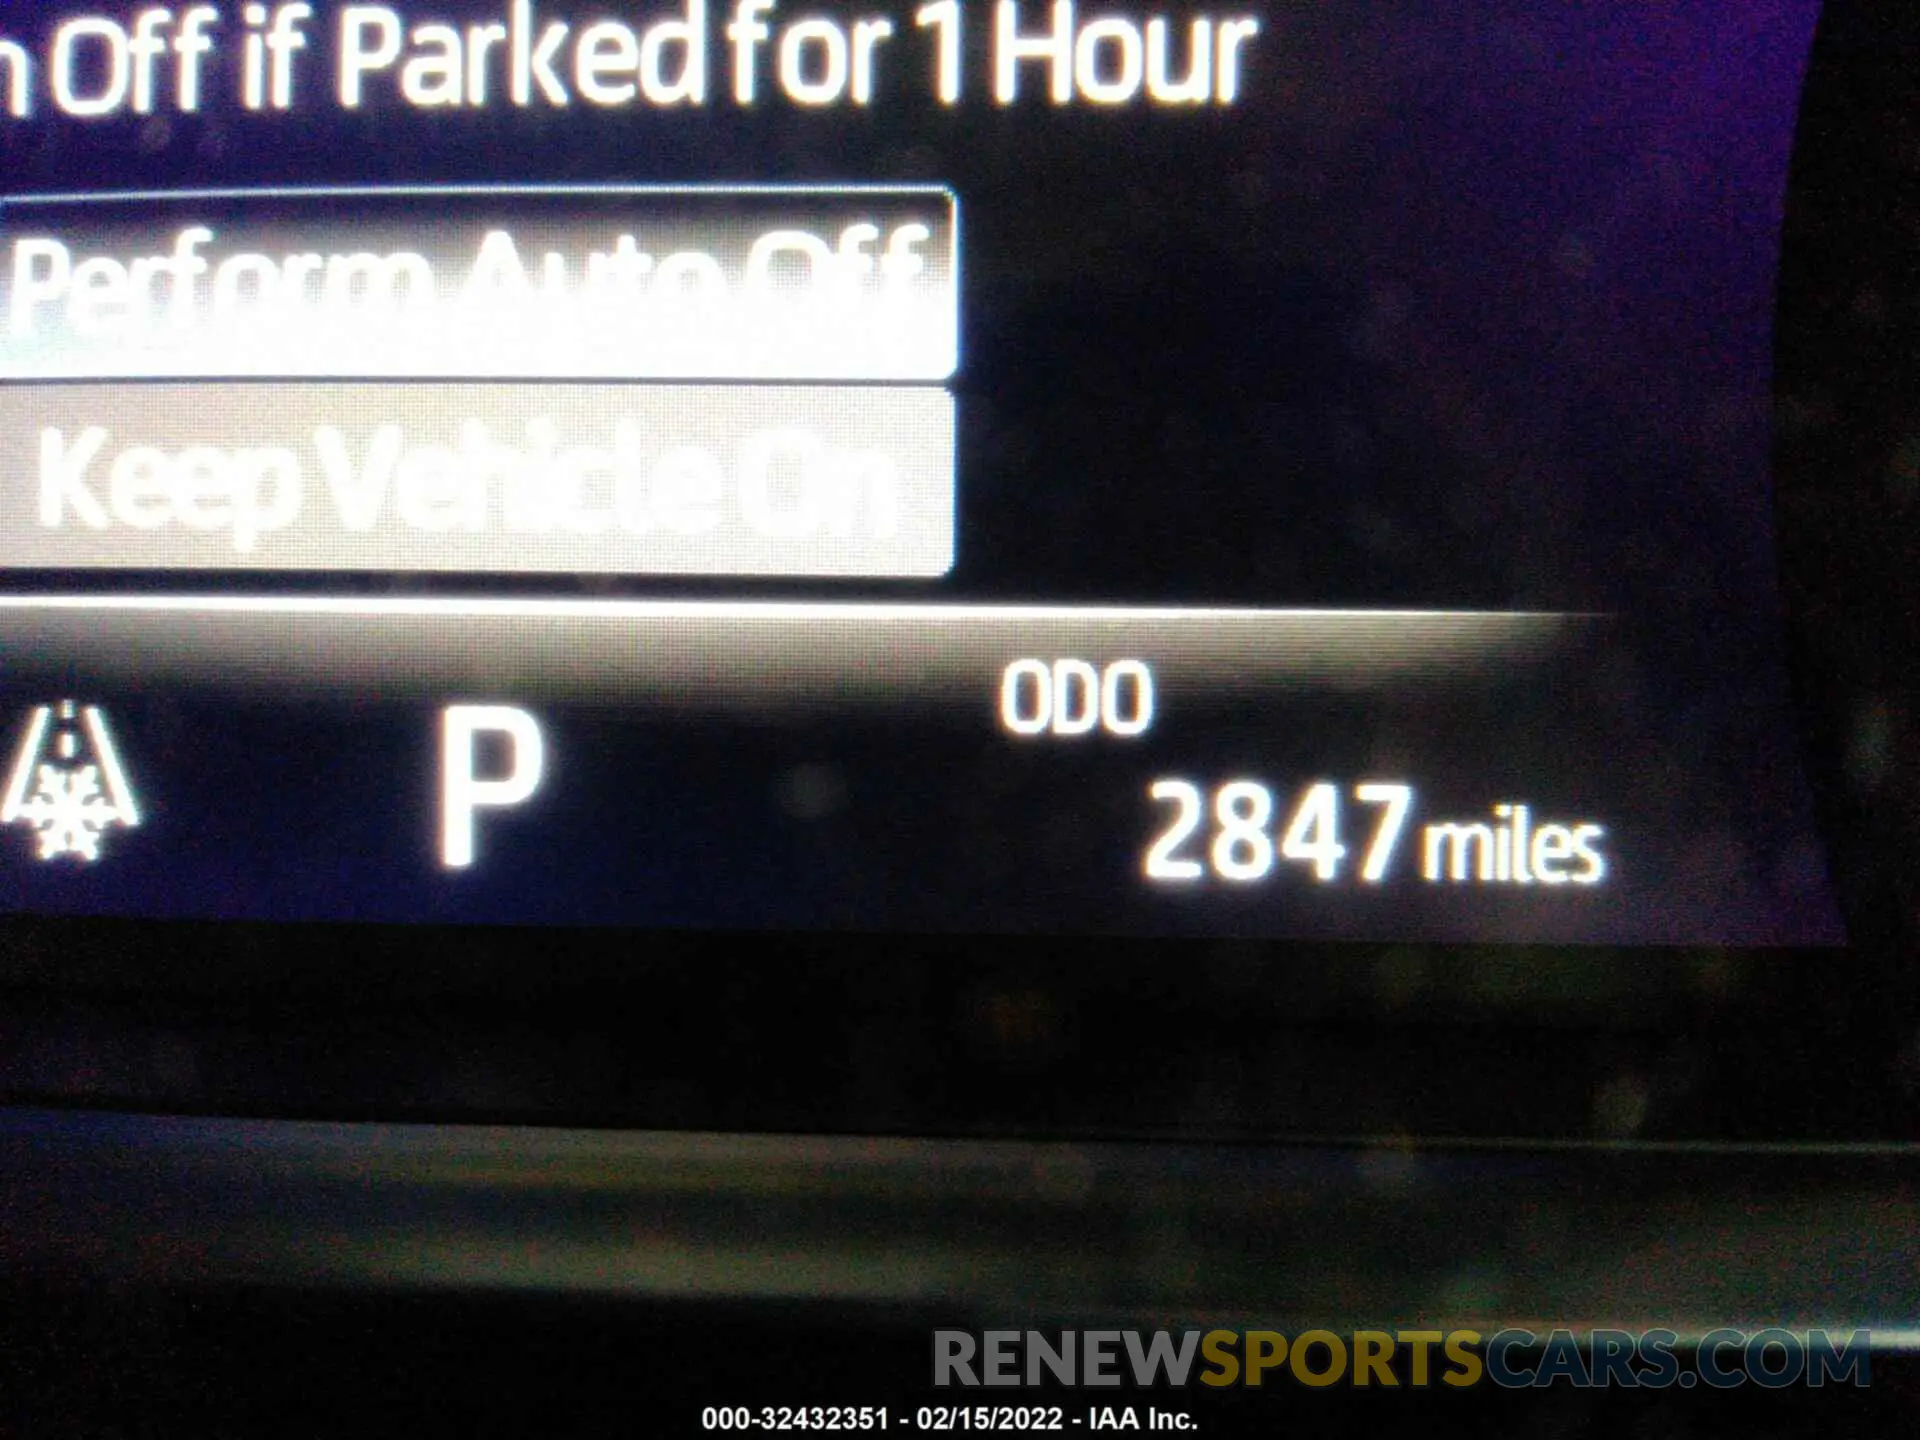 Off if Parked for 1 Hour
Perform Auto Off
Keep Vehicle On
P
ODO
2847 miles
RENEWSPORTSCARS.COM
000-32432351 - 02/15/2022 - IAA Inc.